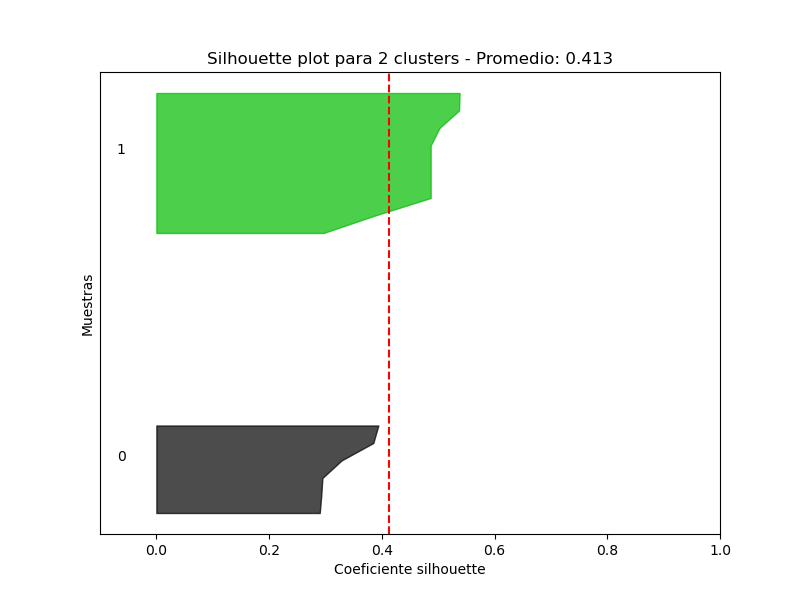 Silhouette plot para 2 clusters - Promedio: 0.413
1
0
Muestras
0.0 0.2 0.4 0.6 0.8 1.0
Coeficiente silhouette